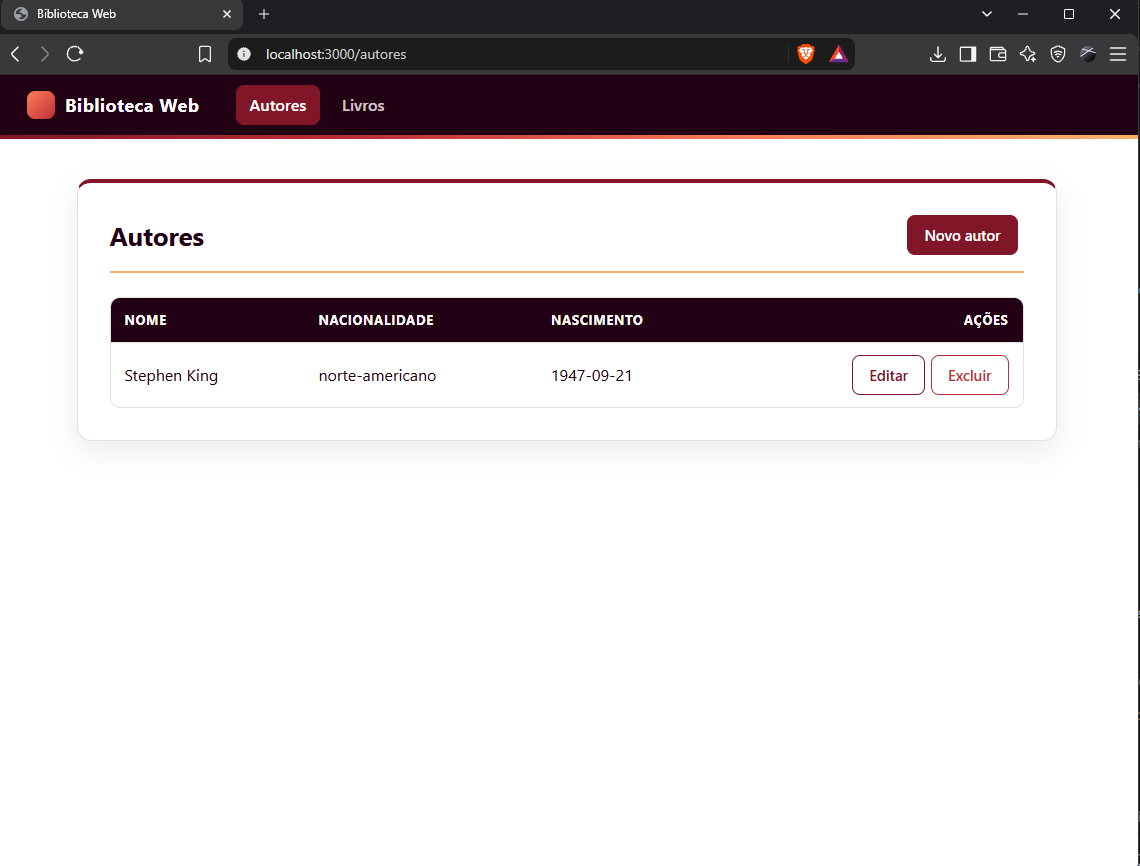 Biblioteca Web
localhost:3000/autores
Biblioteca Web Autores Livros
Autores Novo autor
NOME NACIONALIDADE NASCIMENTO AÇÕES
Stephen King norte-americano 1947-09-21 Editar Excluir